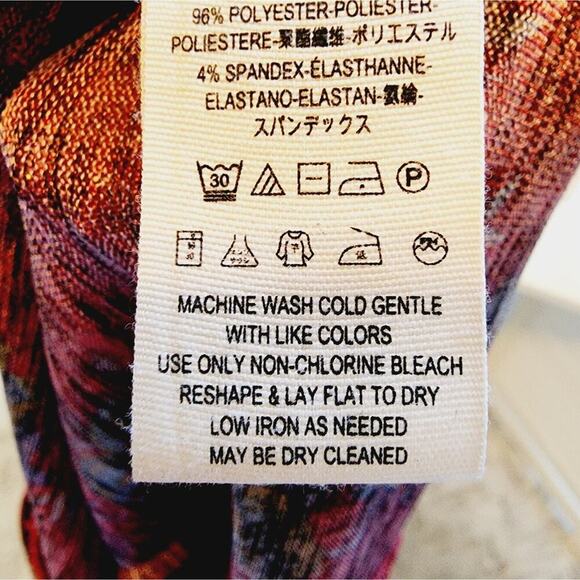 96% POLYESTER-POLIESTER-
POLIESTERE-聚酯纖維-ポリエステル
4% SPANDEX-ÉLASTHANNE-
ELASTANO-ELASTAN-氨綸-
スパンデックス
30 P
低
MACHINE WASH COLD GENTLE
WITH LIKE COLORS
USE ONLY NON-CHLORINE BLEACH
RESHAPE & LAY FLAT TO DRY
LOW IRON AS NEEDED
MAY BE DRY CLEANED